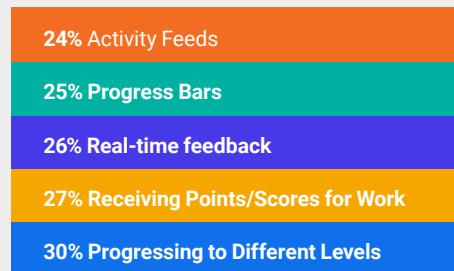 24% Activity Feeds
25% Progress Bars
26% Real-time feedback
27% Receiving Points/Scores for Work
30% Progressing to Different Levels